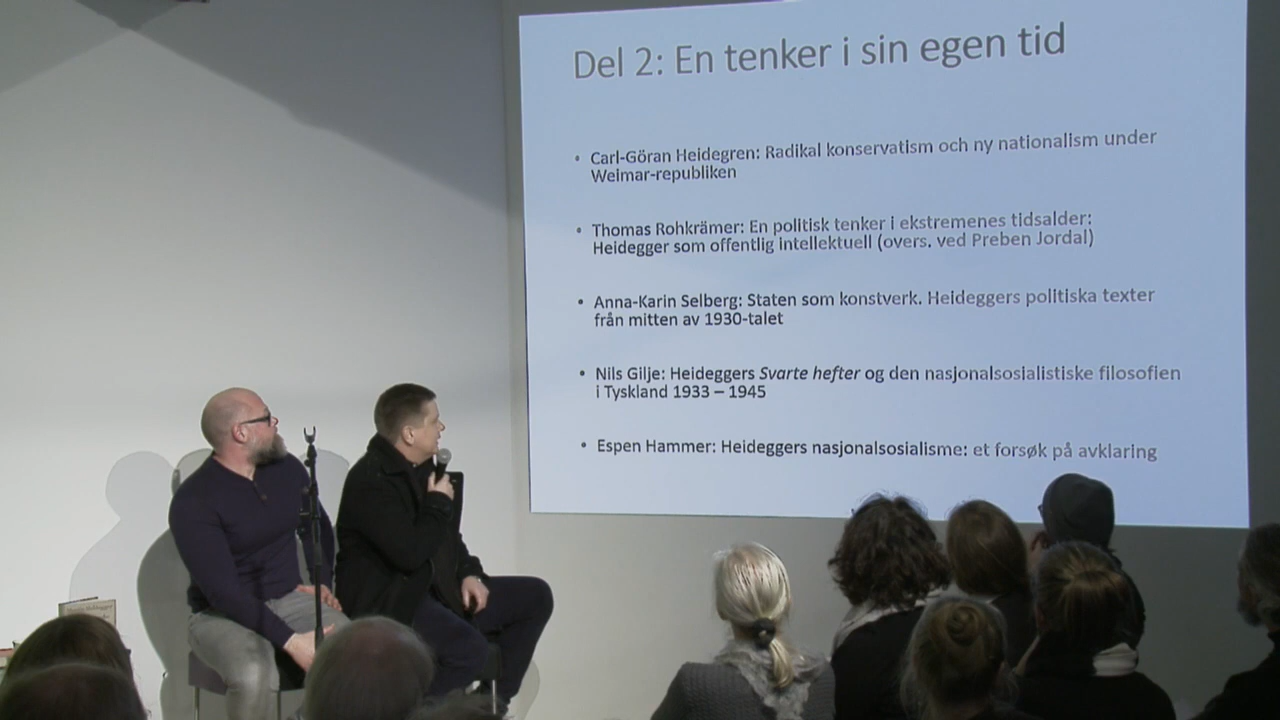 Del 2: En tenker i sin egen tid
• Carl-Göran Heidegren: Radikal konservatism och ny nationalism under
Weimar-republiken
• Thomas Rohkrämer: En politisk tenker i ekstremenes tidsalder:
Heidegger som offentlig intellektuell (overs. ved Preben Jordal)
• Anna-Karin Selberg: Staten som konstverk. Heideggers politiska texter
från mitten av 1930-talet
• Nils Gilje: Heideggers Svarte hefter og den nasjonalsosialistiske filosofien
i Tyskland 1933 – 1945
• Espen Hammer: Heideggers nasjonalsosialisme: et forsøk på avklaring